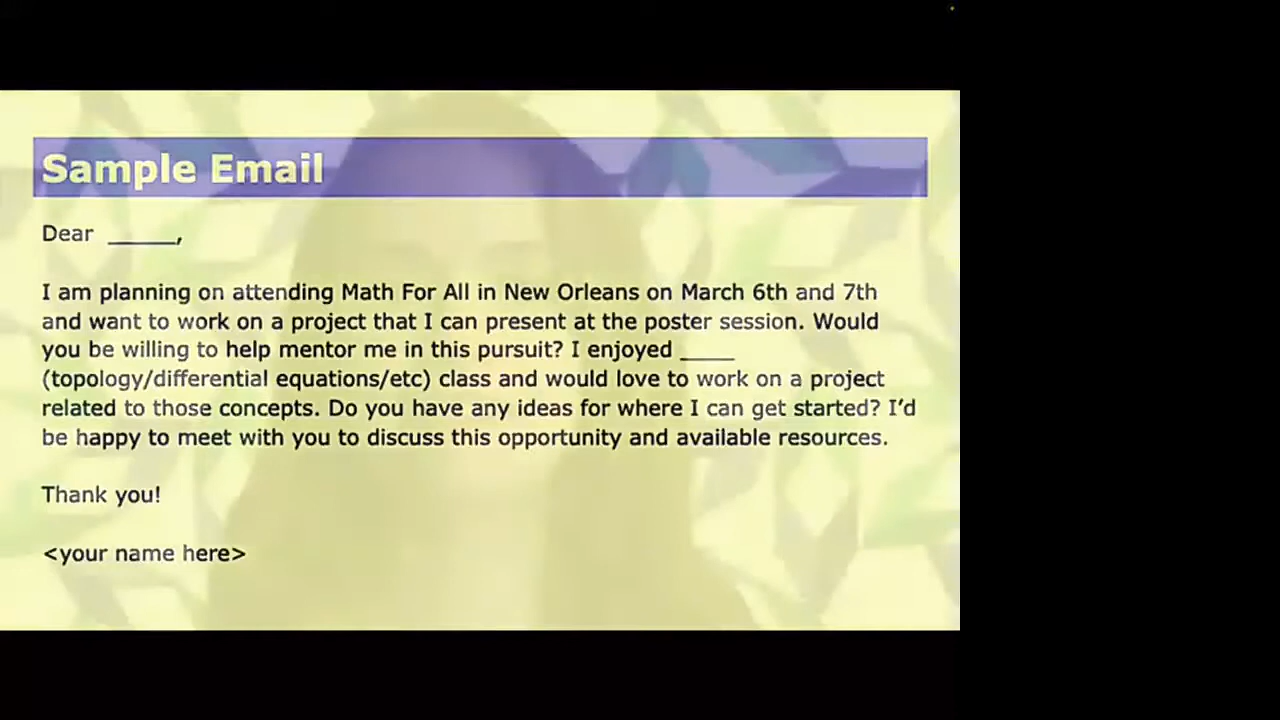 Sample Email
Dear _____,
I am planning on attending Math For All in New Orleans on March 6th and 7th
and want to work on a project that I can present at the poster session. Would
you be willing to help mentor me in this pursuit? I enjoyed ____
(topology/differential equations/etc) class and would love to work on a project
related to those concepts. Do you have any ideas for where I can get started? I’d
be happy to meet with you to discuss this opportunity and available resources.
Thank you!
<your name here>